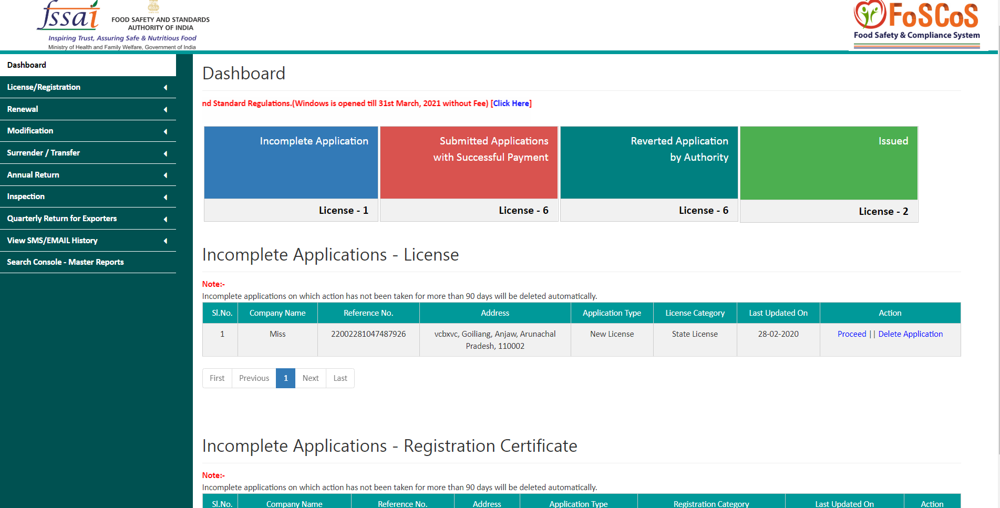 fssai
FOOD SAFETY AND STANDARDS
AUTHORITY OF INDIA
Inspiring Trust, Assuring Safe & Nutritious Food
Ministry of Health and Family Welfare, Government of India
FoSCoS
Food Safety & Compliance System
Dashboard
License/Registration
Renewal
Modification
Surrender / Transfer
Annual Return
Inspection
Quarterly Return for Exporters
View SMS/EMAIL History
Search Console - Master Reports
Dashboard
nd Standard Regulations.(Windows is opened till 31st March, 2021 without Fee) [Click Here]
Incomplete Application
License - 1
Submitted Applications
with Successful Payment
License - 6
Reverted Application
by Authority
License - 6
Issued
License - 2
Incomplete Applications - License
Note:-
Incomplete applications on which action has not been taken for more than 90 days will be deleted automatically.
Sl.No. Company Name Reference No. Address Application Type License Category Last Updated On Action
1 Miss 22002281047487926 vcbxvc, Goiliang, Anjaw, Arunachal New License State License 28-02-2020 Proceed || Delete Application
Pradesh, 110002
First Previous 1 Next Last
Incomplete Applications - Registration Certificate
Note:-
Incomplete applications on which action has not been taken for more than 90 days will be deleted automatically.
Sl.No. Company Name Reference No. Address Application Type Registration Category Last Updated On Action